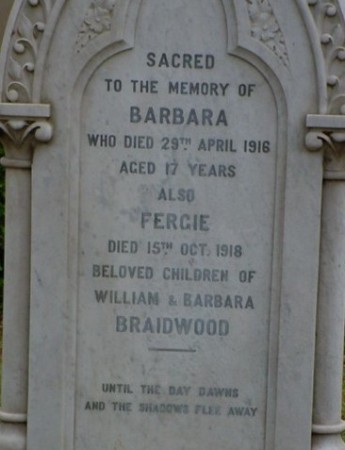 SACRED
TO THE MEMORY OF
BARBARA
WHO DIED 29TH APRIL 1916
AGED 17 YEARS
ALSO
FERGIE
DIED 15TH OCT. 1918
BELOVED CHILDREN OF
WILLIAM & BARBARA
BRAIDWOOD
UNTIL THE DAY DAWNS
AND THE SHADOWS FLEE AWAY